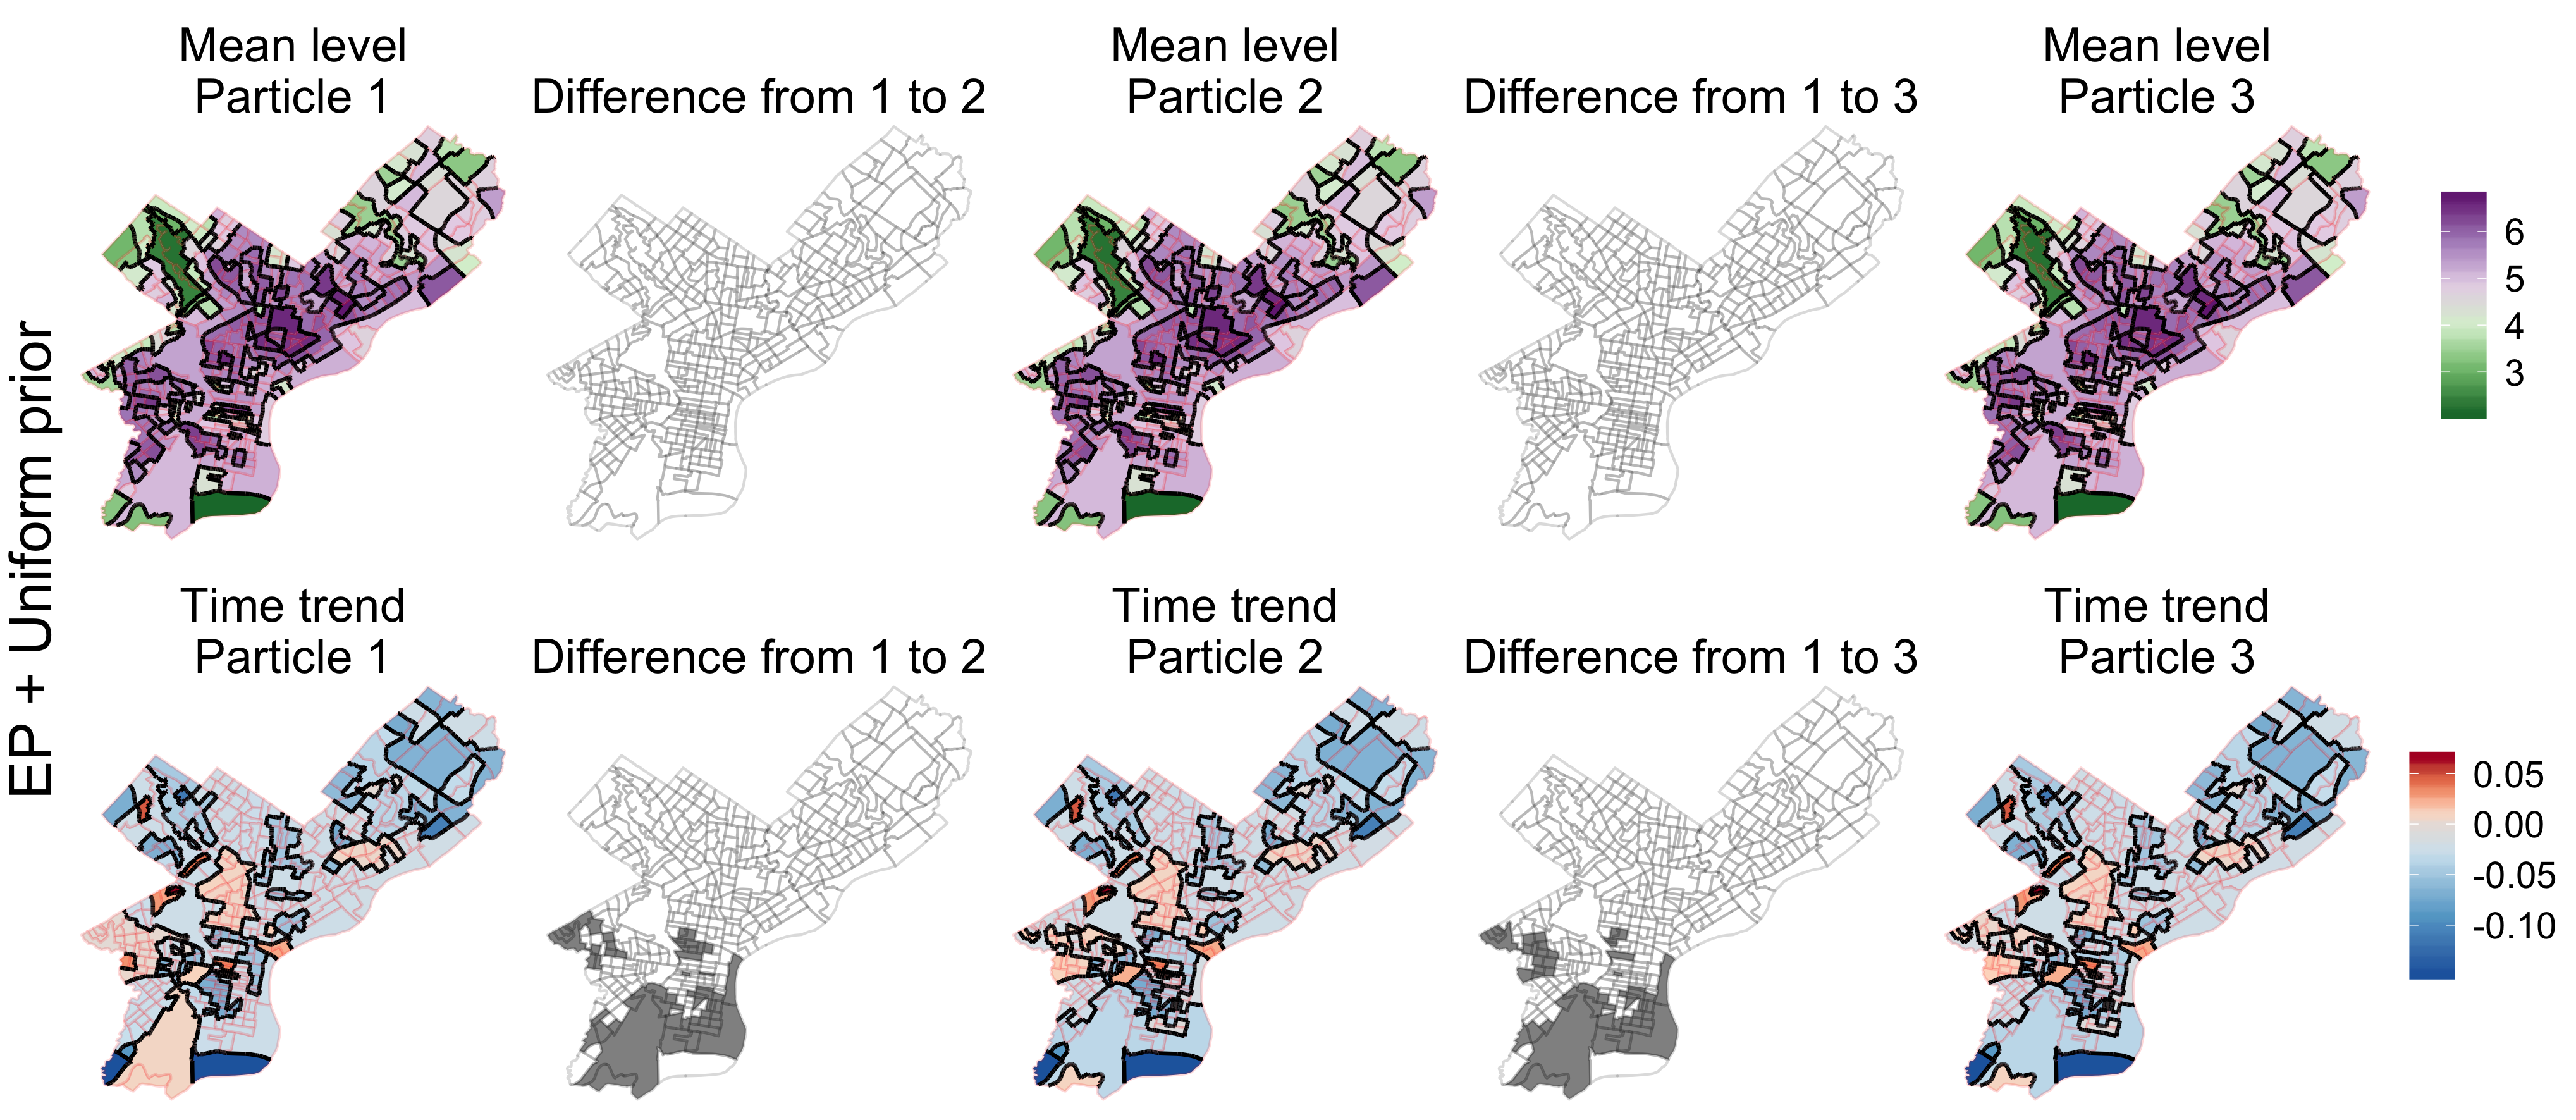 EP + Uniform prior
Mean level
Particle 1
Difference from 1 to 2
Mean level
Particle 2
Difference from 1 to 3
Mean level
Particle 3
6
5
4
3
Time trend
Particle 1
Difference from 1 to 2
Time trend
Particle 2
Difference from 1 to 3
Time trend
Particle 3
0.05
0.00
-0.05
-0.10